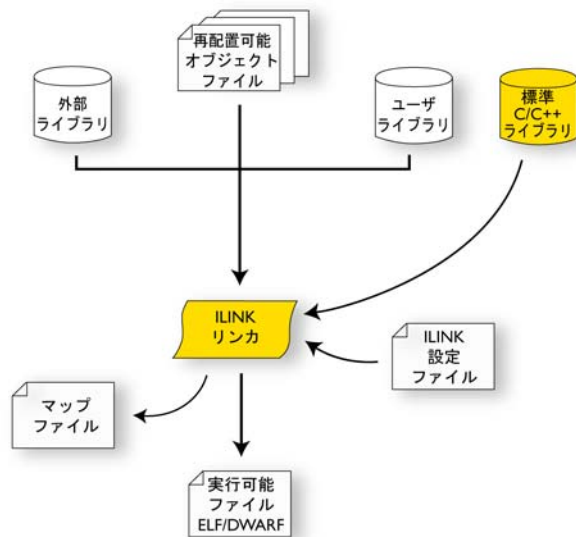 再配置可能
オブジェクト
ファイル
外部
ライブラリ
ユーザ
ライブラリ
標準
C/C++
ライブラリ
ILINK
リンカ
ILINK
設定
ファイル
マップ
ファイル
実行可能
ファイル
ELF/DWARF